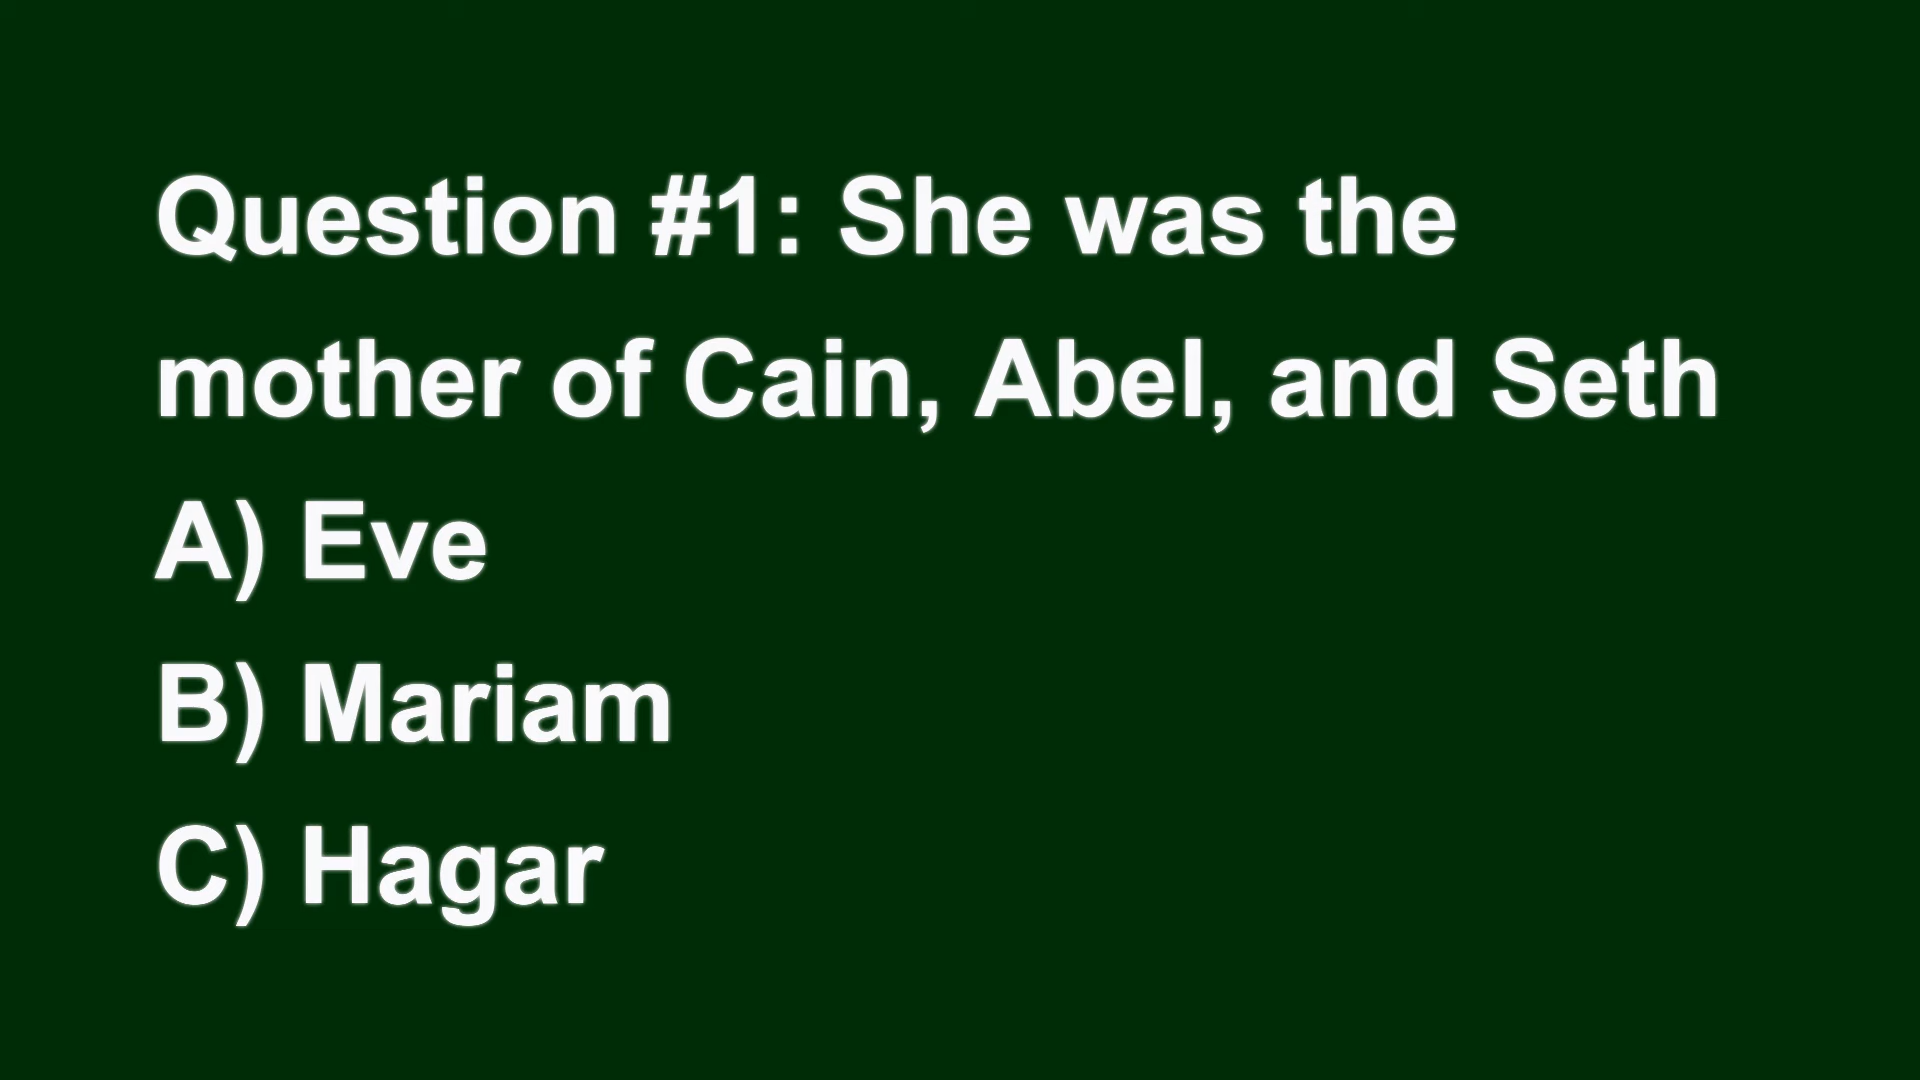 Question #1: She was the
mother of Cain, Abel, and Seth
A) Eve
B) Mariam
C) Hagar